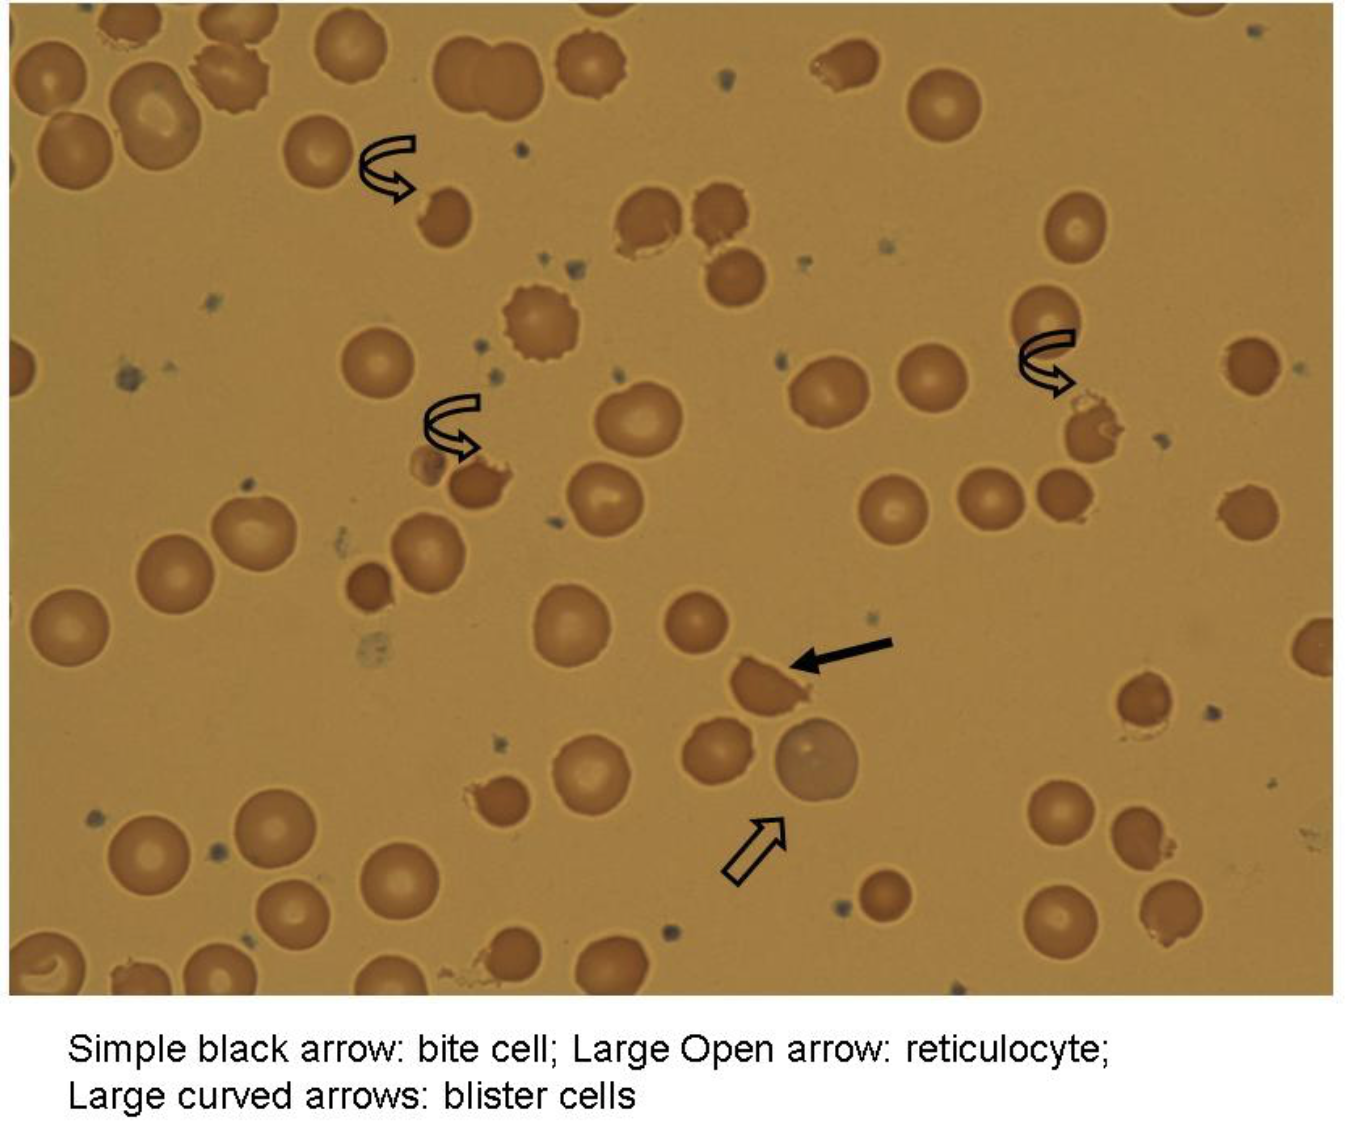 Simple black arrow: bite cell; Large Open arrow: reticulocyte;
Large curved arrows: blister cells